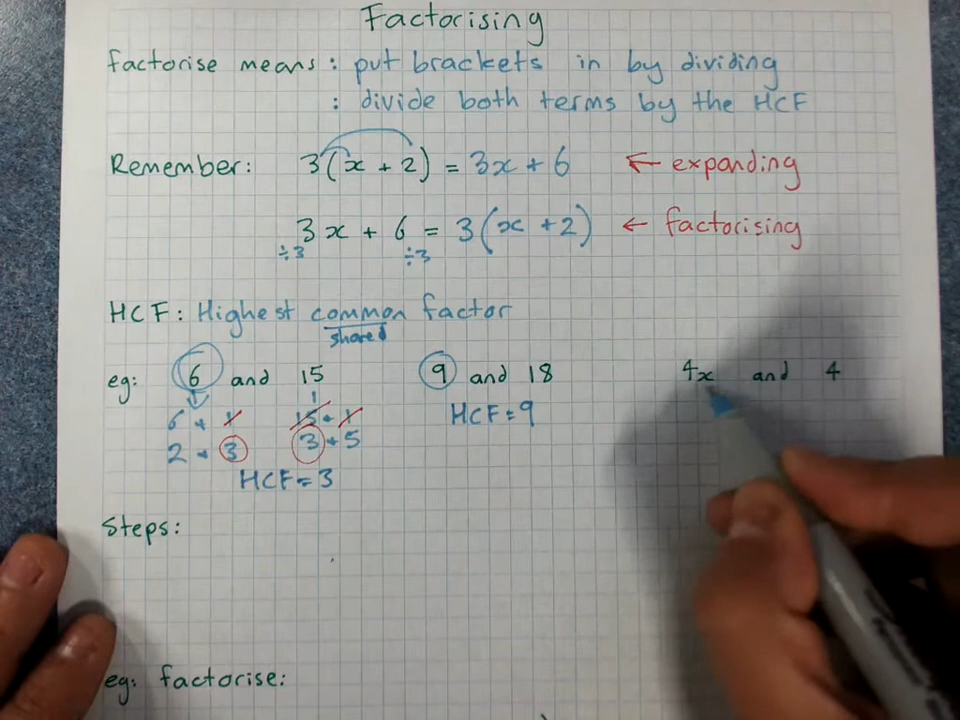 Factorising
factorise means: put brackets in by dividing
: divide both terms by the HCF
Remember: 3(x + 2) = 3x + 6 ← expanding
3x + 6 = 3(x + 2) ← factorising
÷3 ÷3
HCF: Highest common factor
shared
eg: 6 and 15 9 and 18 4x and 4
1
6 × 1 15 × 1 HCF = 9
2 × 3 3 × 5
HCF = 3
Steps:
eg: factorise: